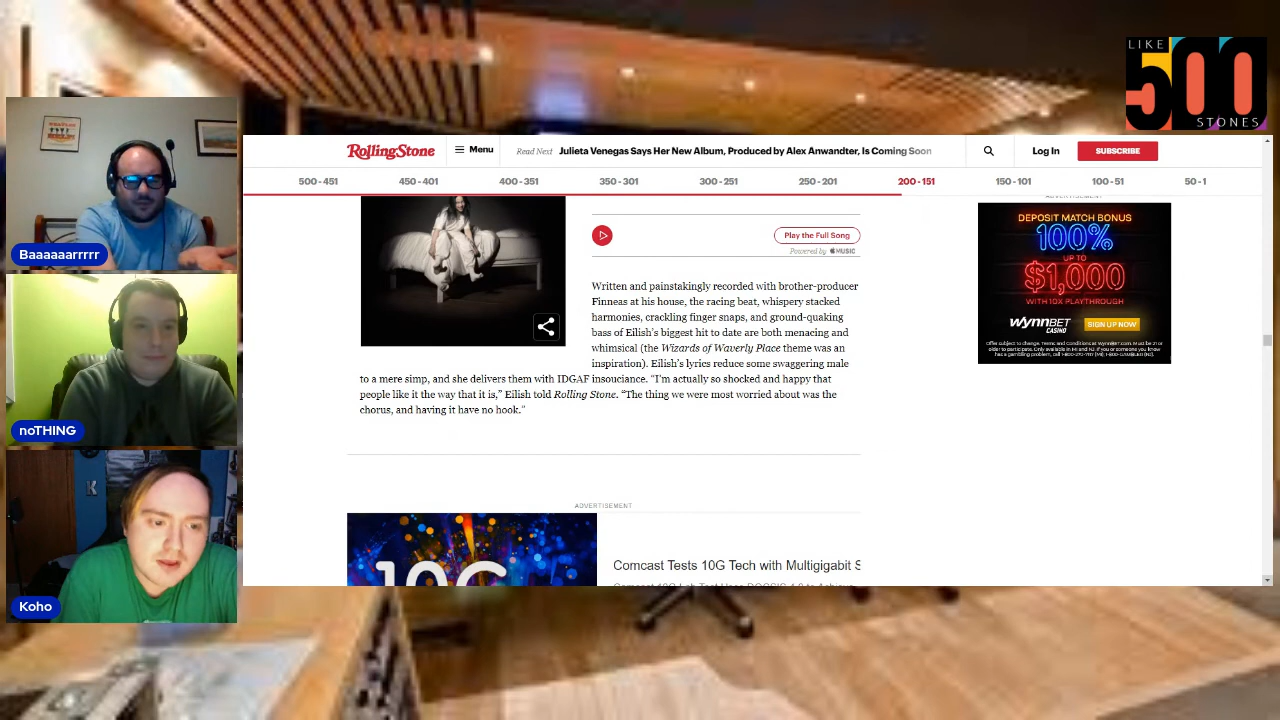 LIKE
500
STONES
Baaaaaarrrrr
noTHING
K
Koho
RollingStone
Menu
Read Next Julieta Venegas Says Her New Album, Produced by Alex Anwandter, Is Coming Soon
Log In
SUBSCRIBE
500 - 451
450 - 401
400 - 351
350 - 301
300 - 251
250 - 201
200 - 151
150 - 101
100 - 51
50 - 1
Play the Full Song
Powered by MUSIC
Written and painstakingly recorded with brother-producer
Finneas at his house, the racing beat, whispery stacked
harmonies, crackling finger snaps, and ground-quaking
bass of Eilish’s biggest hit to date are both menacing and
whimsical (the Wizards of Waverly Place theme was an
inspiration). Eilish’s lyrics reduce some swaggering male
to a mere simp, and she delivers them with IDGAF insouciance. “I’m actually so shocked and happy that
people like it the way that it is,” Eilish told Rolling Stone. “The thing we were most worried about was the
chorus, and having it have no hook.”
ADVERTISEMENT
DEPOSIT MATCH BONUS
100%
UP TO
$1,000
WITH 10X PLAYTHROUGH
WYNNBET
CASINO
SIGN UP NOW
ADVERTISEMENT
10G
Comcast Tests 10G Tech with Multigigabit S